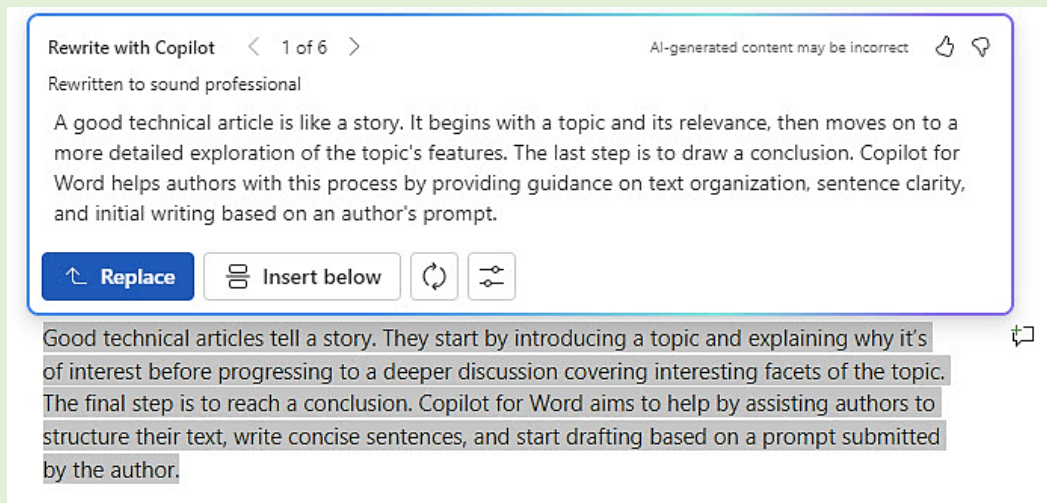 Rewrite with Copilot < 1 of 6 > AI-generated content may be incorrect
Rewritten to sound professional
A good technical article is like a story. It begins with a topic and its relevance, then moves on to a
more detailed exploration of the topic's features. The last step is to draw a conclusion. Copilot for
Word helps authors with this process by providing guidance on text organization, sentence clarity,
and initial writing based on an author's prompt.
Replace Insert below
Good technical articles tell a story. They start by introducing a topic and explaining why it’s
of interest before progressing to a deeper discussion covering interesting facets of the topic.
The final step is to reach a conclusion. Copilot for Word aims to help by assisting authors to
structure their text, write concise sentences, and start drafting based on a prompt submitted
by the author.